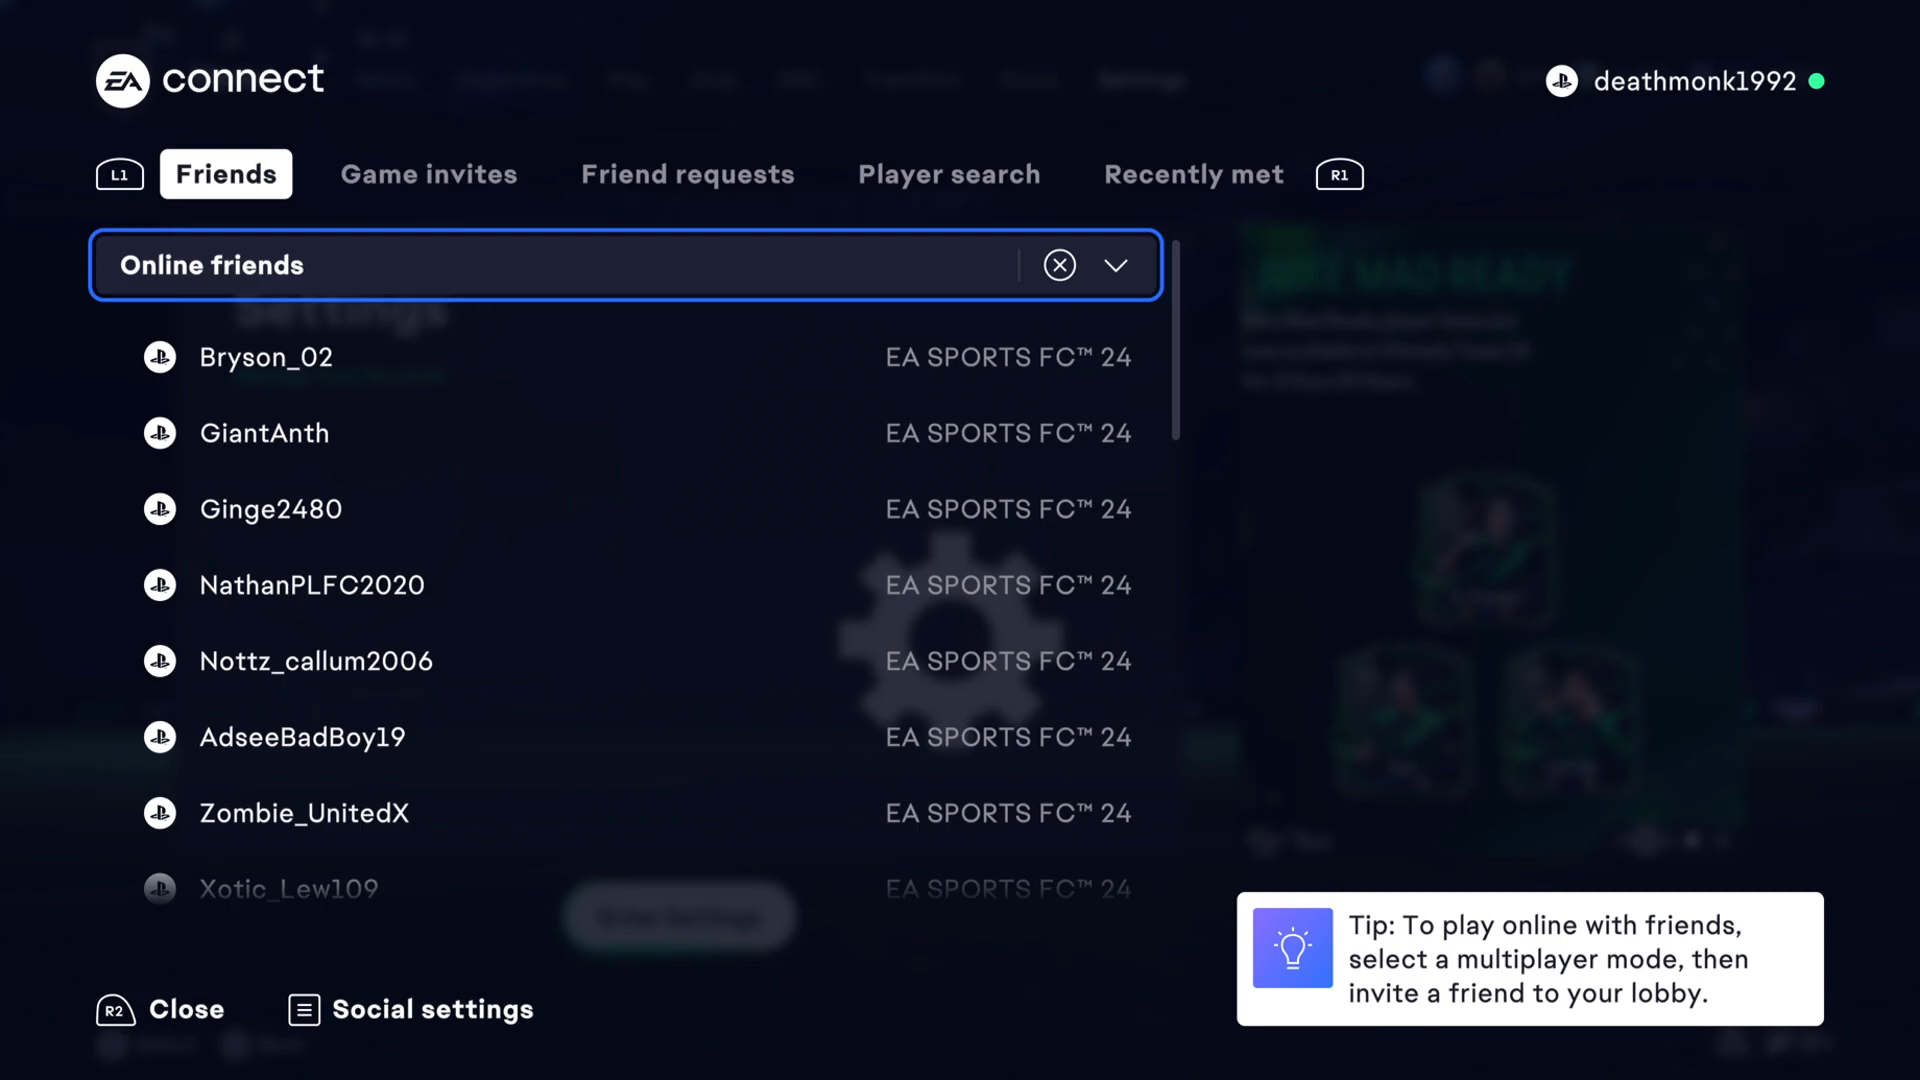 EA connect
deathmonk1992
L1 Friends Game invites Friend requests Player search Recently met R1
Online friends
Settings
Bryson_02 EA SPORTS FC™ 24
GiantAnth EA SPORTS FC™ 24
Ginge2480 EA SPORTS FC™ 24
NathanPLFC2020 EA SPORTS FC™ 24
Nottz_callum2006 EA SPORTS FC™ 24
AdseeBadBoy19 EA SPORTS FC™ 24
Zombie_UnitedX EA SPORTS FC™ 24
Xotic_Lew109 EA SPORTS FC™ 24
Tip: To play online with friends,
select a multiplayer mode, then
invite a friend to your lobby.
R2 Close Social settings